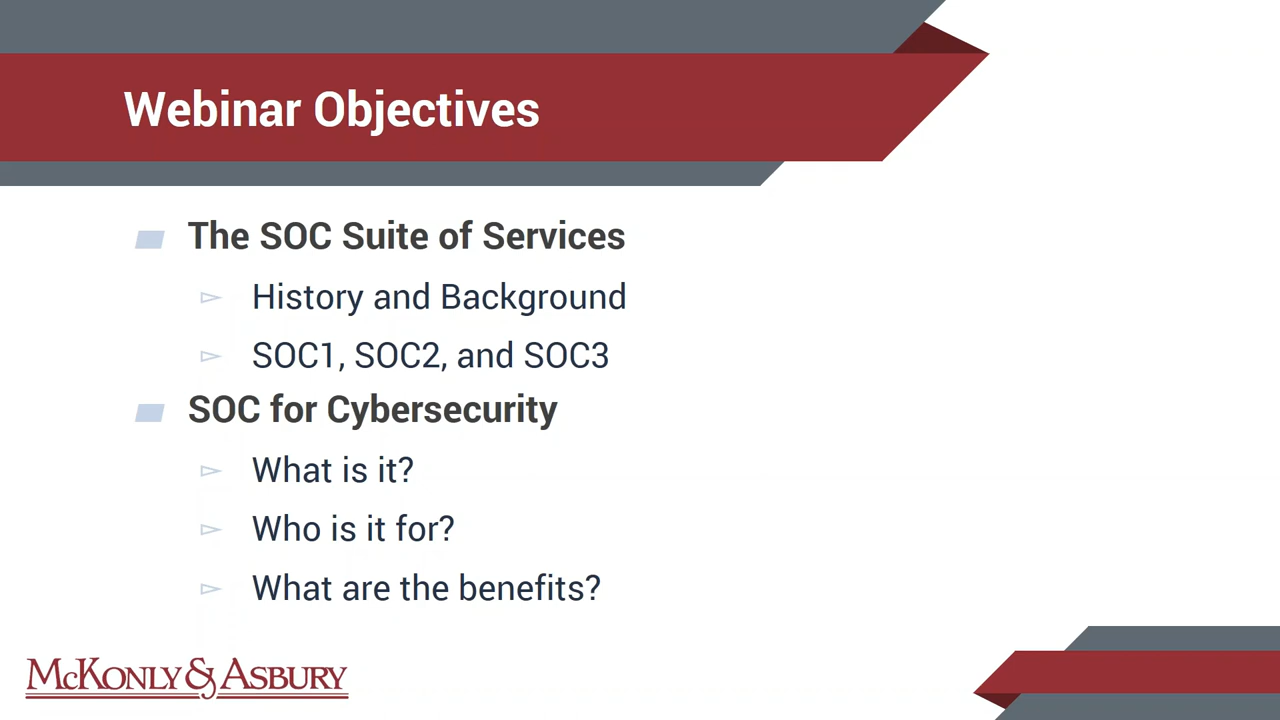 Webinar Objectives
The SOC Suite of Services
History and Background
SOC1, SOC2, and SOC3
SOC for Cybersecurity
What is it?
Who is it for?
What are the benefits?
McKonly & Asbury